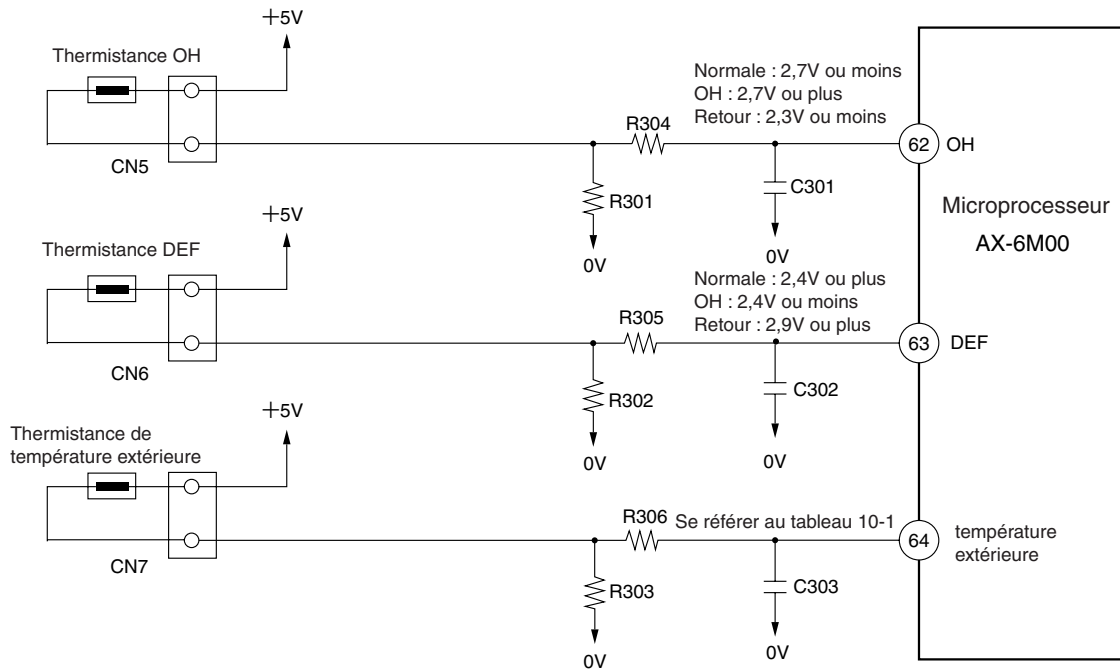 +5V
Thermistance OH
Normale : 2,7V ou moins
OH : 2,7V ou plus
Retour : 2,3V ou moins
R304
62
OH
CN5
R301
C301
Microprocesseur
AX-6M00
0V
0V
+5V
Thermistance DEF
Normale : 2,4V ou plus
OH : 2,4V ou moins
Retour : 2,9V ou plus
R305
63
DEF
CN6
R302
C302
0V
0V
+5V
Thermistance de
température extérieure
R306
Se référer au tableau 10-1
64
température
extérieure
CN7
R303
C303
0V
0V